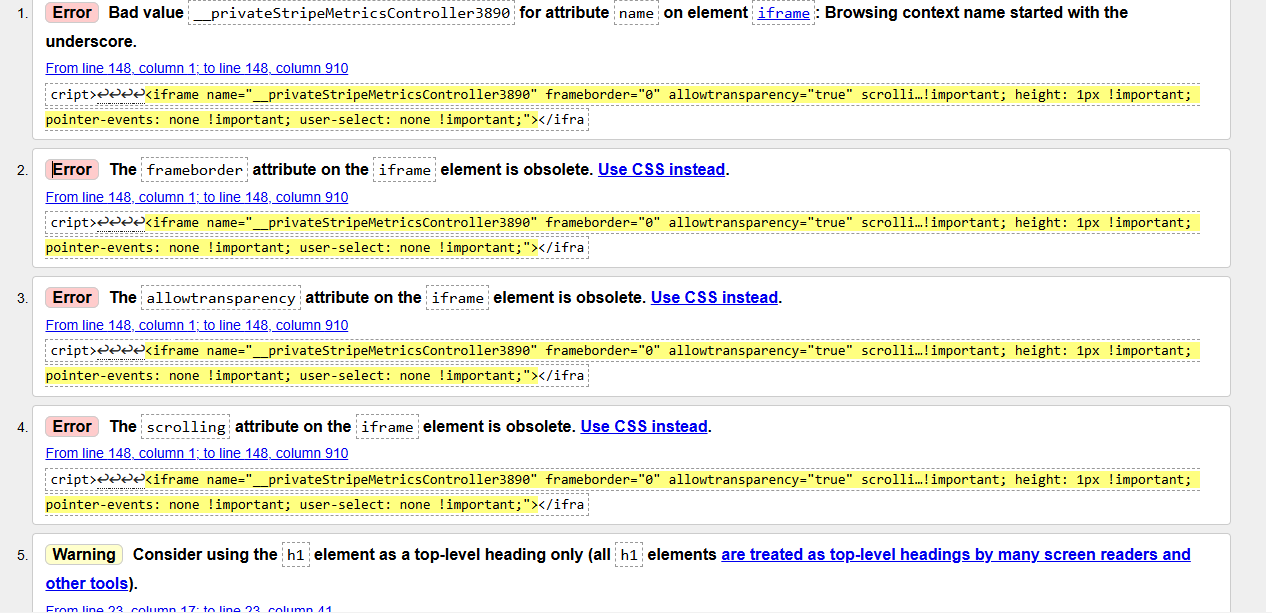 1. Error Bad value __privateStripeMetricsController3890 for attribute name on element iframe: Browsing context name started with the
underscore.
From line 148, column 1; to line 148, column 910
cript>↩↩↩↩<iframe name="__privateStripeMetricsController3890" frameborder="0" allowtransparency="true" scrolli…!important; height: 1px !important;
pointer-events: none !important; user-select: none !important;"></ifra
2. Error The frameborder attribute on the iframe element is obsolete. Use CSS instead.
From line 148, column 1; to line 148, column 910
cript>↩↩↩↩<iframe name="__privateStripeMetricsController3890" frameborder="0" allowtransparency="true" scrolli…!important; height: 1px !important;
pointer-events: none !important; user-select: none !important;"></ifra
3. Error The allowtransparency attribute on the iframe element is obsolete. Use CSS instead.
From line 148, column 1; to line 148, column 910
cript>↩↩↩↩<iframe name="__privateStripeMetricsController3890" frameborder="0" allowtransparency="true" scrolli…!important; height: 1px !important;
pointer-events: none !important; user-select: none !important;"></ifra
4. Error The scrolling attribute on the iframe element is obsolete. Use CSS instead.
From line 148, column 1; to line 148, column 910
cript>↩↩↩↩<iframe name="__privateStripeMetricsController3890" frameborder="0" allowtransparency="true" scrolli…!important; height: 1px !important;
pointer-events: none !important; user-select: none !important;"></ifra
5. Warning Consider using the h1 element as a top-level heading only (all h1 elements are treated as top-level headings by many screen readers and
other tools).
From line 23, column 17; to line 23, column 41